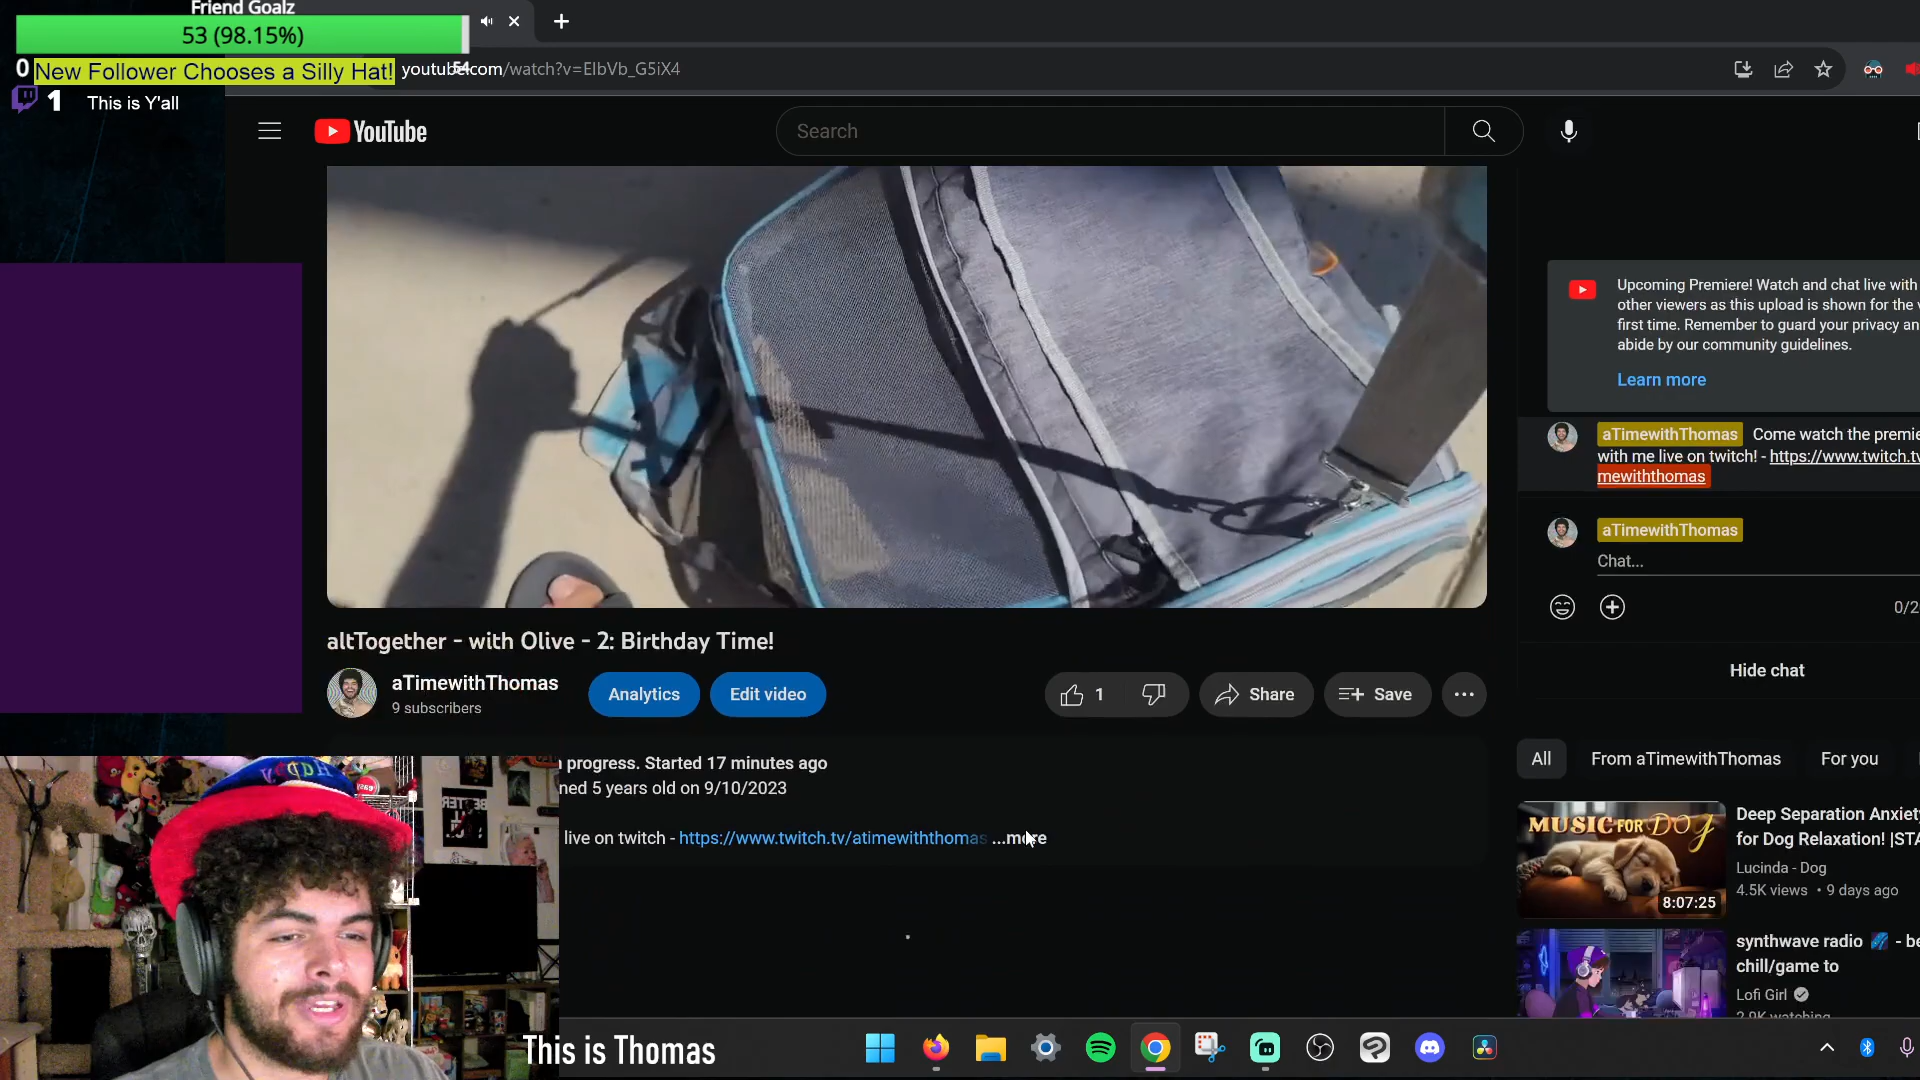 Friend Goalz
53 (98.15%)
0
54
New Follower Chooses a Silly Hat!
youtube.com/watch?v=EIbVb_G5iX4
1 This is Y'all
YouTube
Search
Upcoming Premiere! Watch and chat live with
other viewers as this upload is shown for the
first time. Remember to guard your privacy an
abide by our community guidelines.
Learn more
aTimewithThomas Come watch the premie
with me live on twitch! - https://www.twitch.tv
mewiththomas
aTimewithThomas
Chat...
0/2
Hide chat
altTogether - with Olive - 2: Birthday Time!
aTimewithThomas
9 subscribers
Analytics
Edit video
1
Share
Save
progress. Started 17 minutes ago
ned 5 years old on 9/10/2023
live on twitch - https://www.twitch.tv/atimewiththomas ...more
All
From aTimewithThomas
For you
MUSIC FOR DOG
8:07:25
Deep Separation Anxiety
for Dog Relaxation! |STA
Lucinda - Dog
4.5K views • 9 days ago
synthwave radio 🌌 - be
chill/game to
Lofi Girl
2.9K watching
This is Thomas